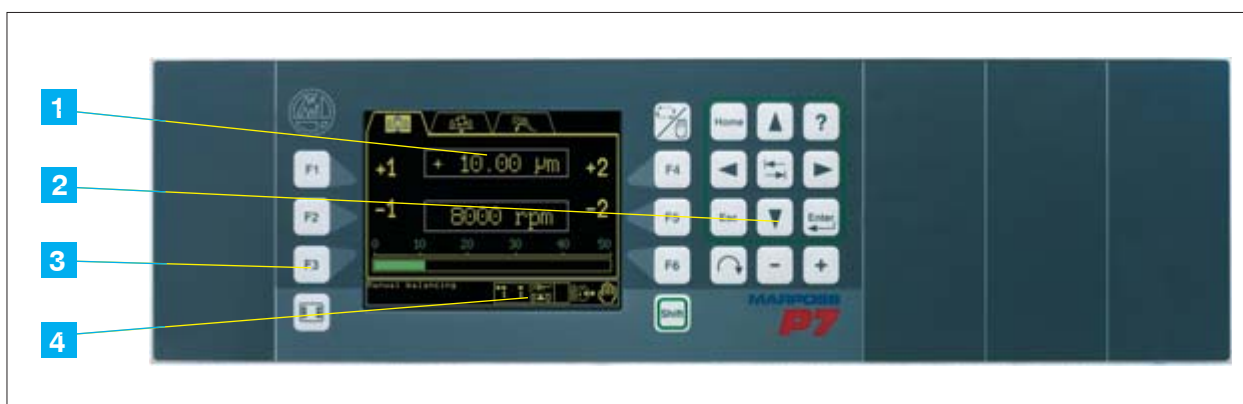 1
2
3
4
F1
F2
F3
+1
+ 10.00 µm
+2
-1
8000 rpm
-2
0 10 20 30 40 50
Manual balancing
F4
F5
F6
Shift
Home
?
Esc
Enter
- +
MARPOSS
P7